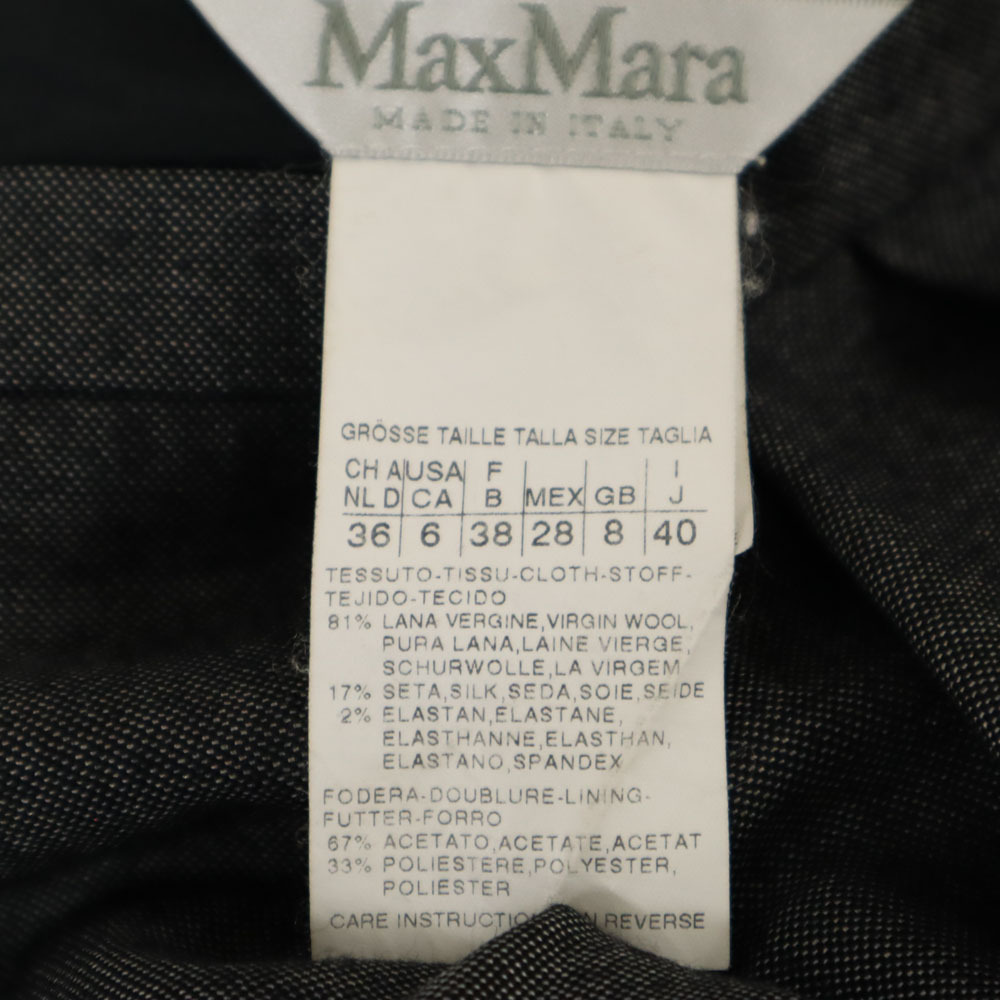 MaxMara
MADE IN ITALY
GRÖSSE TAILLE TALLA SIZE TAGLIA
CH A USA F I
NL D CA B MEX GB J
36 6 38 28 8 40
TESSUTO-TISSU-CLOTH-STOFF-
TEJIDO-TECIDO
81% LANA VERGINE,VIRGIN WOOL,
PURA LANA,LAINE VIERGE,
SCHURWOLLE,LA VIRGEM
17% SETA,SILK,SEDA,SOIE,SEIDE
2% ELASTAN,ELASTANE,
ELASTHANNE,ELASTHAN,
ELASTANO,SPANDEX
FODERA-DOUBLURE-LINING-
FUTTER-FORRO
67% ACETATO,ACETATE,ACETAT
33% POLIESTERE,POLYESTER,
POLIESTER
CARE REVERSE